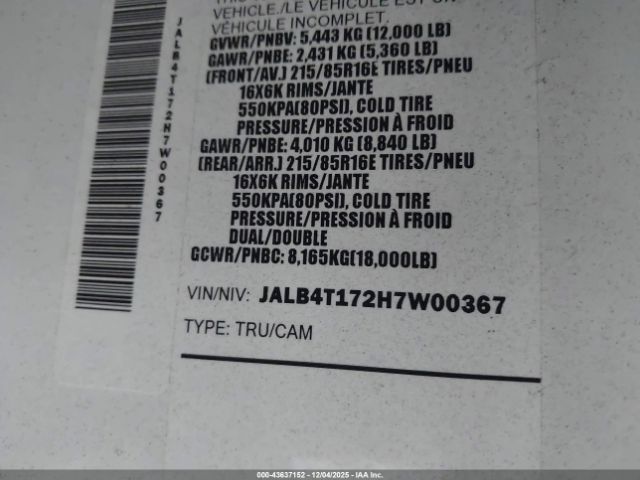 VEHICLE./LE VÉHICULE EST UN
VÉHICULE INCOMPLET.
GVWR/PNBV: 5,443 KG (12,000 LB)
GAWR/PNBE: 2,431 KG (5,360 LB)
(FRONT/AV.) 215/85R16E TIRES/PNEU
16X6K RIMS/JANTE
550KPA(80PSI), COLD TIRE
PRESSURE/PRESSION À FROID
GAWR/PNBE: 4,010 KG (8,840 LB)
(REAR/ARR.) 215/85R16E TIRES/PNEU
16X6K RIMS/JANTE
550KPA(80PSI), COLD TIRE
PRESSURE/PRESSION À FROID
DUAL/DOUBLE
GCWR/PNBC: 8,165KG(18,000LB)
VIN/NIV: JALB4T172H7W00367
TYPE: TRU/CAM
JALB4T172H7W00367
000-43637152 - 12/04/2025 - IAA Inc.